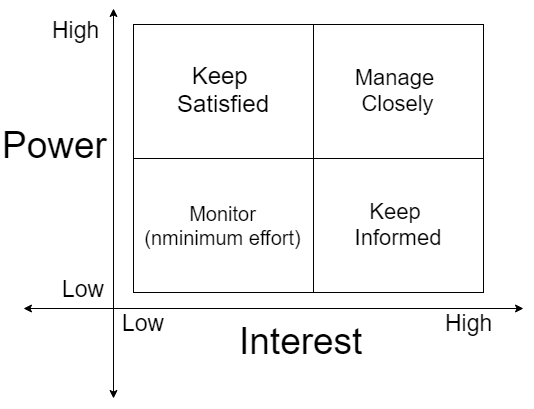 High
Keep
Satisfied
Manage
Closely
Power
Monitor
(nminimum effort)
Keep
Informed
Low
Low
High
Interest